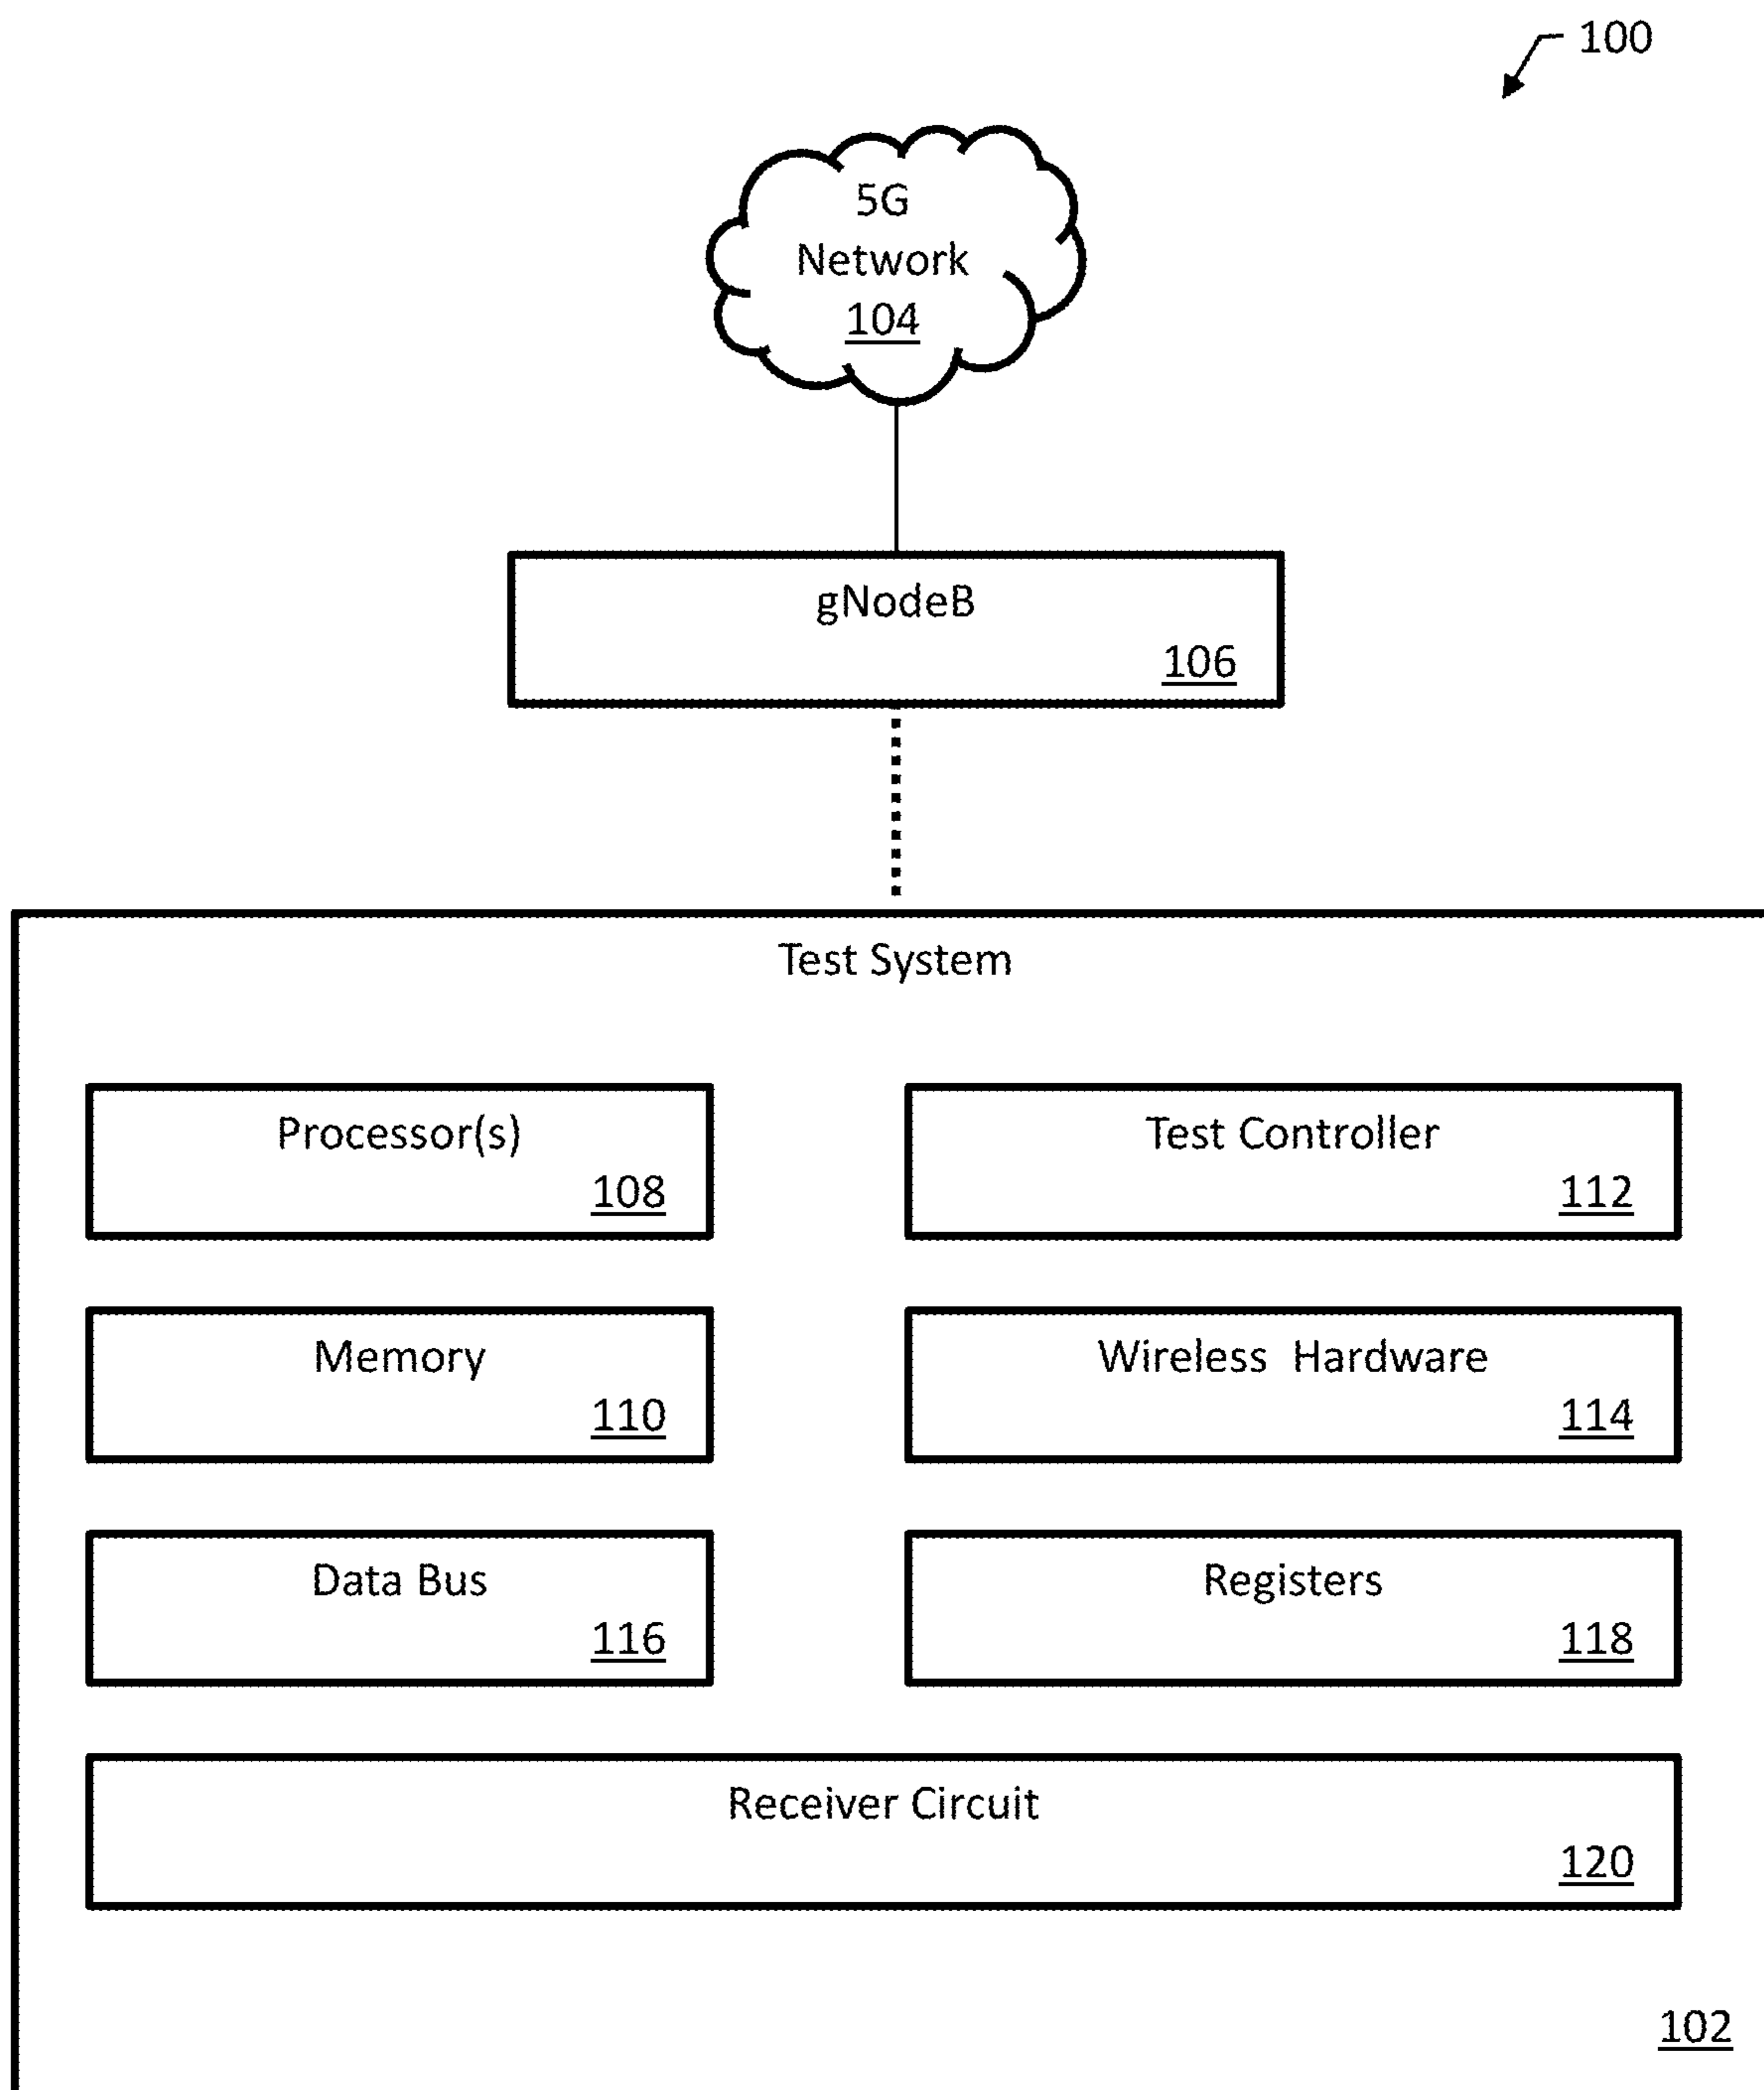 100
5G
Network
104
gNodeB
106
Test System
Processor(s)
108
Test Controller
112
Memory
110
Wireless Hardware
114
Data Bus
116
Registers
118
Receiver Circuit
120
102